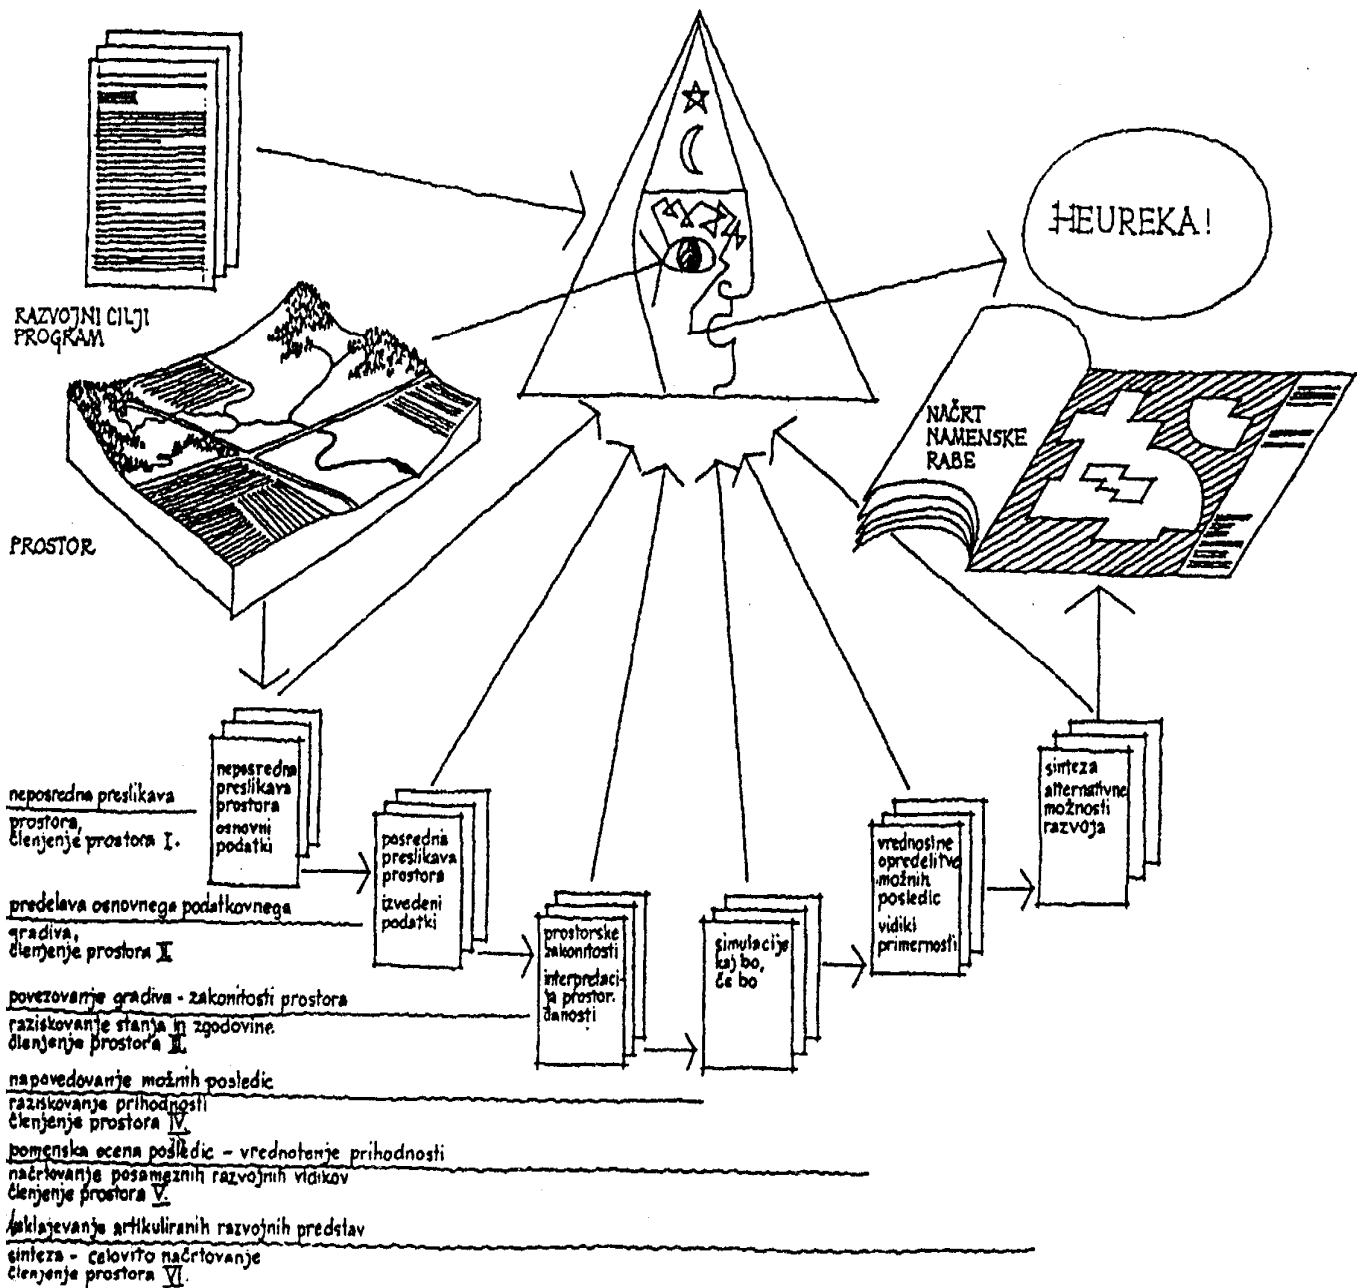 HEUREKA!
RAZVOJNI CILJI
PROGRAM
NAČRT
NAMENSKE
RABE
PROSTOR
neposredna
preslikava
prostora
osnovni
podatki
posredna
preslikava
prostora
izvedeni
podatki
prostorske
zakonitosti
interpretaci-
ja prostor.
danosti
simulacije
kaj bo,
če bo
vrednostne
opredelitve
možnih
posledic
vidiki
primernosti
sinteza
alternativne
možnosti
razvoja
neposredna preslikava
prostora,
členjenje prostora I.
predelava osnovnega podatkovnega
gradiva,
členjenje prostora II
povezovanje gradiva - zakonitosti prostora
raziskovanje stanja in zgodovine
členjenje prostora III.
napovedovanje možnih posledic
raziskovanje prihodnosti
členjenje prostora IV.
pomenska ocena posledic - vrednotenje prihodnosti
načrtovanje posameznih razvojnih vidikov
členjenje prostora V.
usklajevanje artikuliranih razvojnih predstav
sinteza - celovito načrtovanje
členjenje prostora VI.